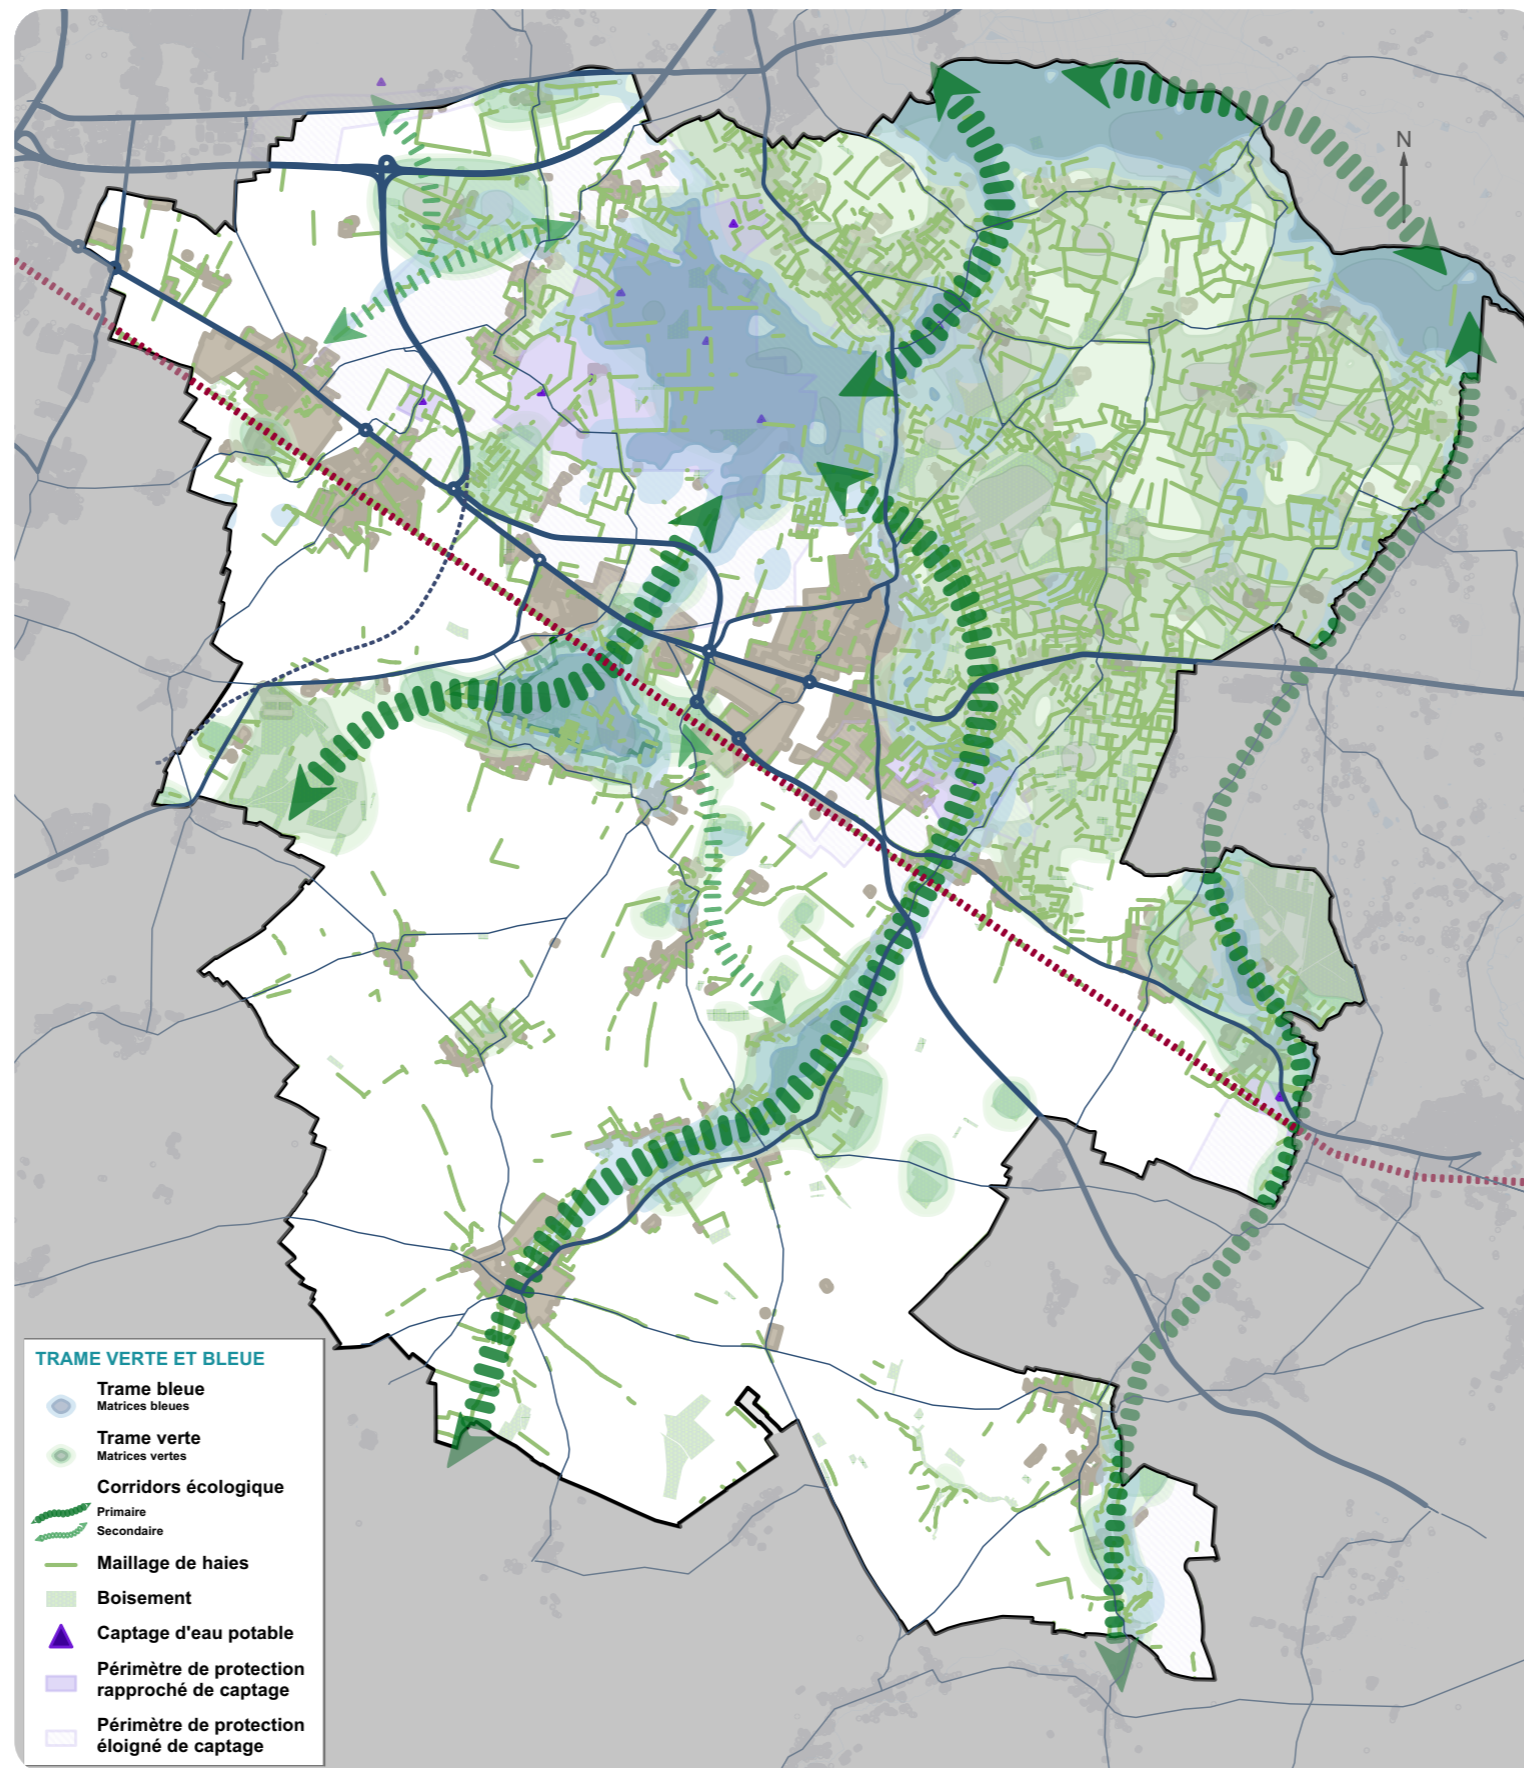 N
TRAME VERTE ET BLEUE
Trame bleue
Matrices bleues
Trame verte
Matrices vertes
Corridors écologique
Primaire
Secondaire
Maillage de haies
Boisement
Captage d'eau potable
Périmètre de protection
rapproché de captage
Périmètre de protection
éloigné de captage